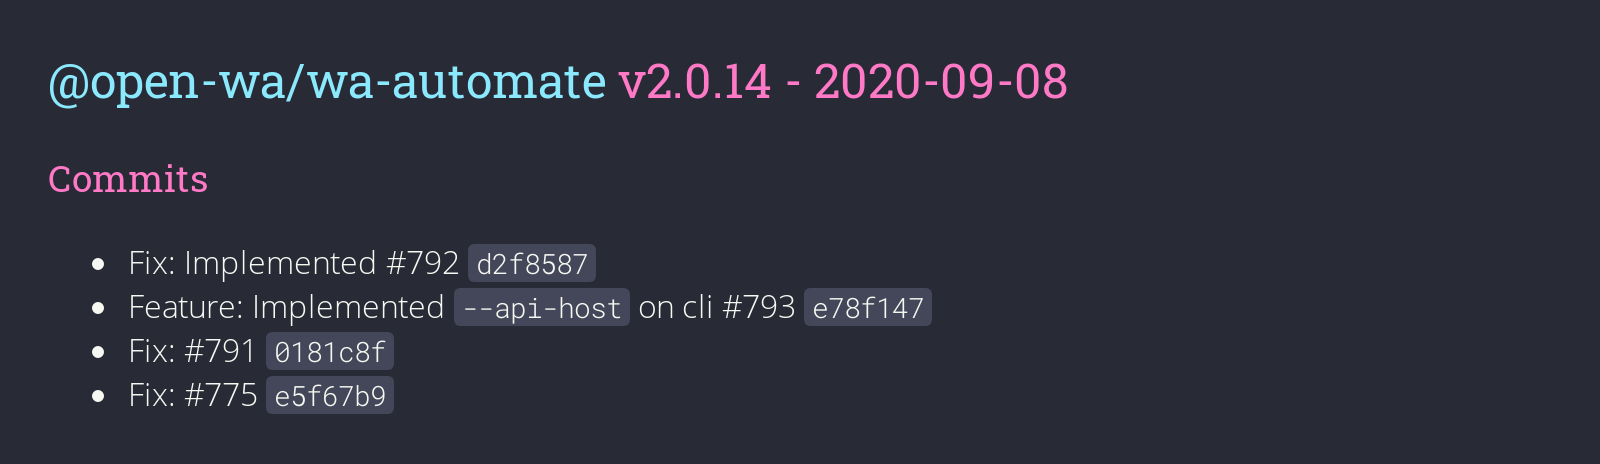 @open-wa/wa-automate v2.0.14 - 2020-09-08
Commits
Fix: Implemented #792 d2f8587
Feature: Implemented --api-host on cli #793 e78f147
Fix: #791 0181c8f
Fix: #775 e5f67b9